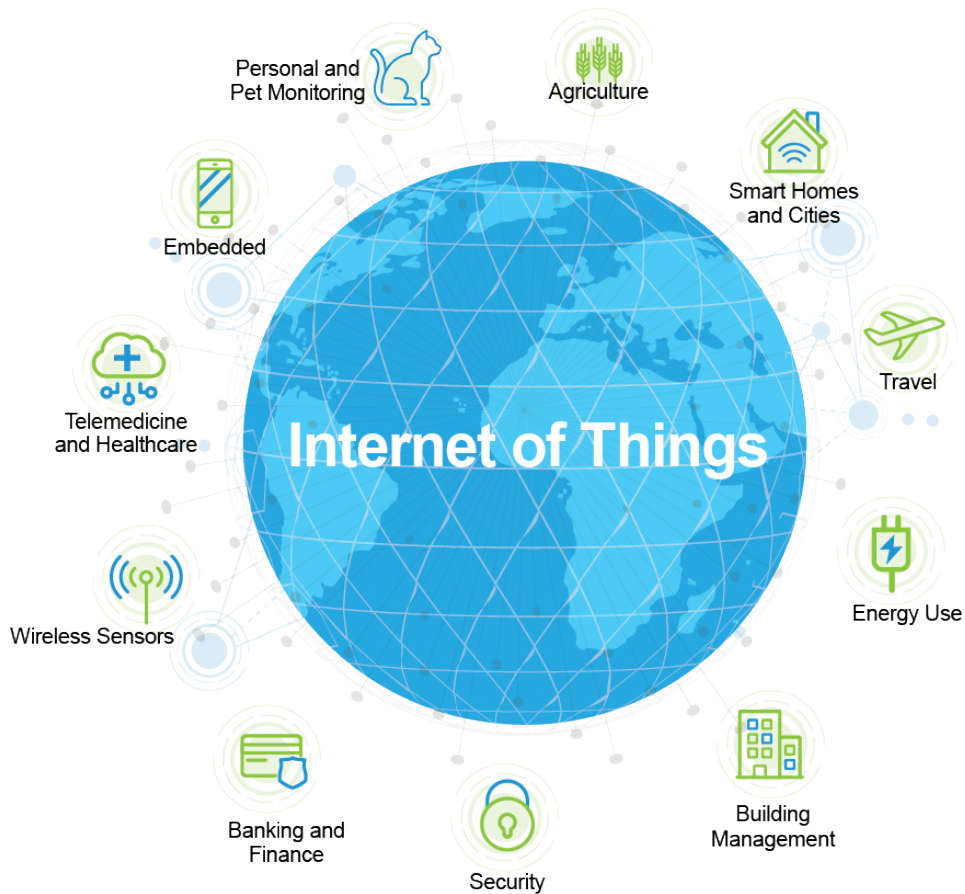 Personal and
Pet Monitoring
Agriculture
Smart Homes
and Cities
Embedded
Travel
Telemedicine
and Healthcare
Internet of Things
Energy Use
Wireless Sensors
Building
Management
Banking and
Finance
Security